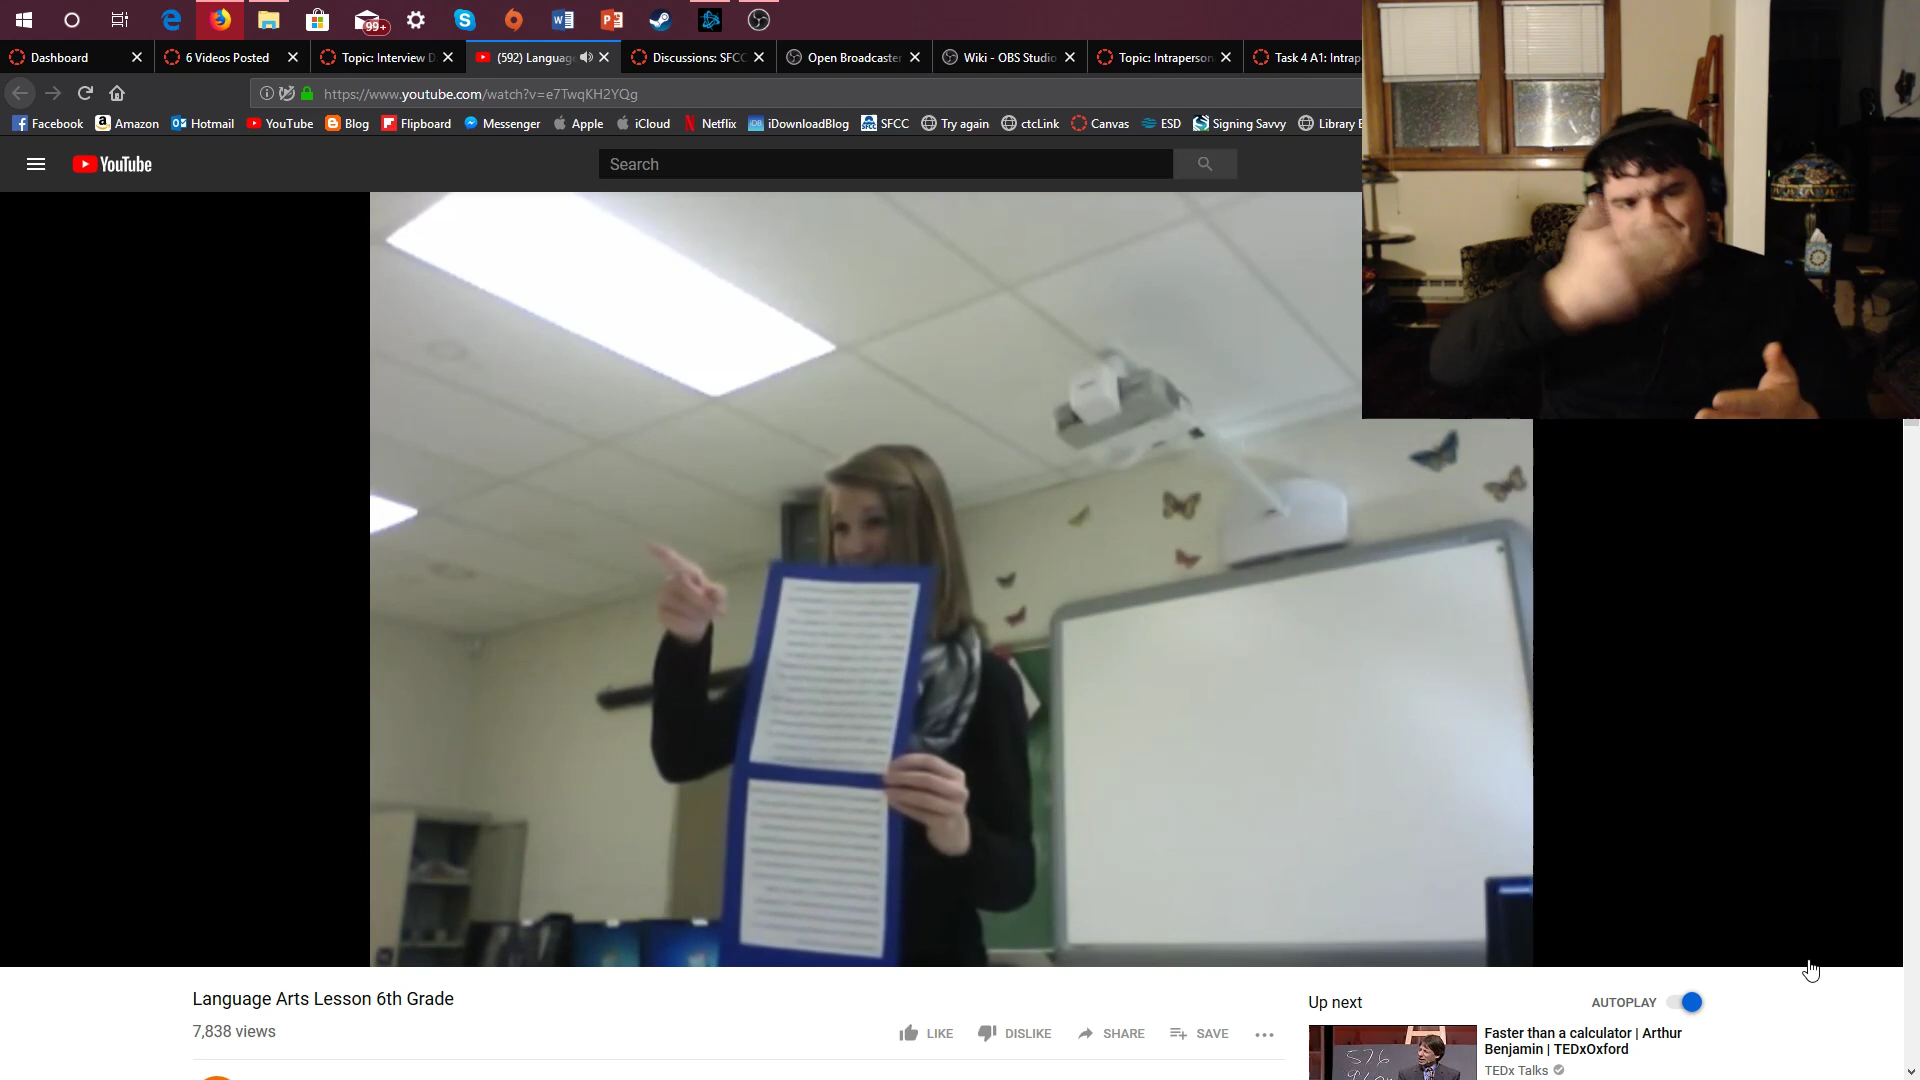 99+
Dashboard
6 Videos Posted
Topic: Interview D
(592) Languag
Discussions: SFCC
Open Broadcaster
Wiki - OBS Studio
Topic: Intraperson
Task 4 A1: Intrap
https://www.youtube.com/watch?v=e7TwqKH2YQg
Facebook
Amazon
Hotmail
YouTube
Blog
Flipboard
Messenger
Apple
iCloud
Netflix
iDownloadBlog
SFCC
Try again
ctcLink
Canvas
ESD
Signing Savvy
Library E
YouTube
Search
Language Arts Lesson 6th Grade
7,838 views
LIKE
DISLIKE
SHARE
SAVE
Up next
AUTOPLAY
576
Faster than a calculator | Arthur
Benjamin | TEDxOxford
TEDx Talks